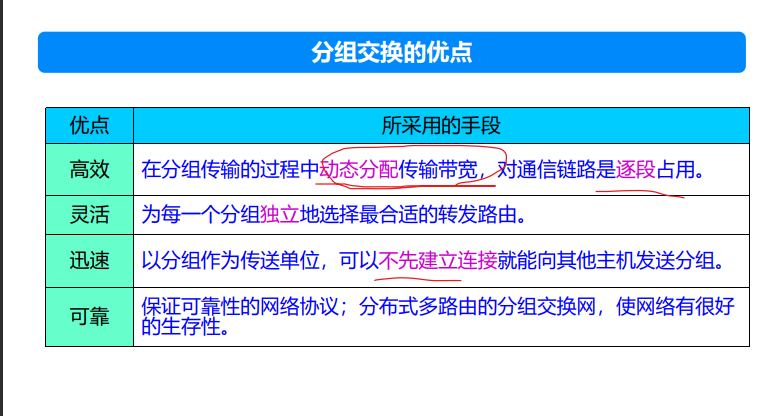 分组交换的优点
优点 所采用的手段
高效 在分组传输的过程中动态分配传输带宽，对通信链路是逐段占用。
灵活 为每一个分组独立地选择最合适的转发路由。
迅速 以分组作为传送单位，可以不先建立连接就能向其他主机发送分组。
可靠 保证可靠性的网络协议；分布式多路由的分组交换网，使网络有很好
的生存性。